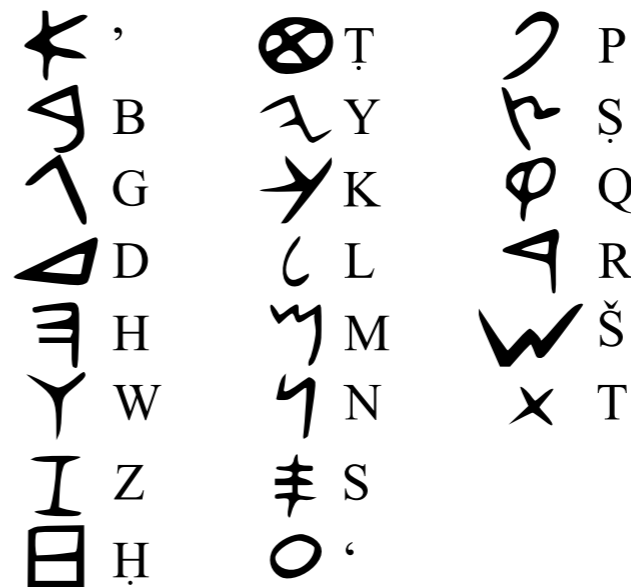 𐤀 ’
𐤁 B
𐤂 G
𐤃 D
𐤄 H
𐤅 W
𐤆 Z
𐤇 Ḥ
𐤈 Ṭ
𐤉 Y
𐤊 K
𐤋 L
𐤌 M
𐤍 N
𐤎 S
𐤏 ‘
𐤐 P
𐤑 Ṣ
𐤒 Q
𐤓 R
𐤔 Š
𐤕 T